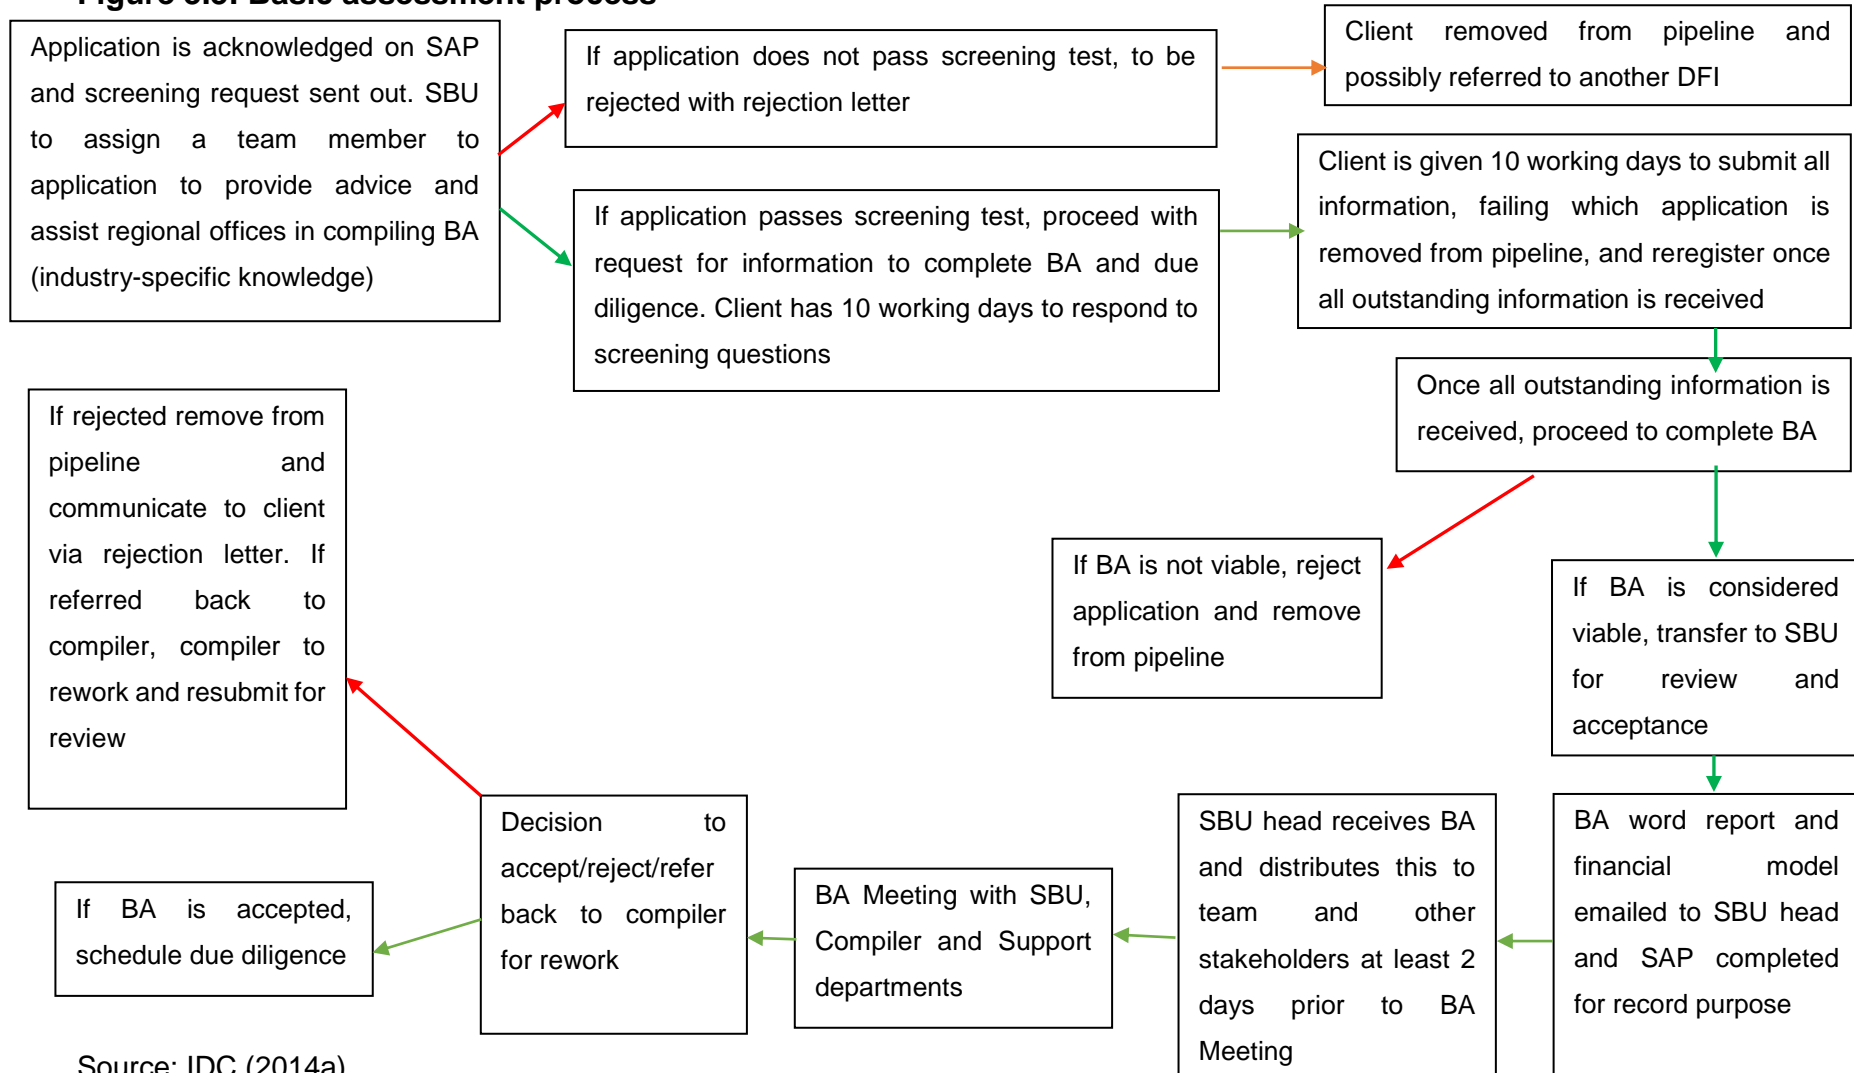 Figure Basic assessment process
Application is acknowledged on SAP
and screening request sent out. SBU
to assign a team member to
application to provide advice and
assist regional offices in compiling BA
(industry-specific knowledge)
If application does not pass screening test, to be
rejected with rejection letter
Client removed from pipeline and
possibly referred to another DFI
If application passes screening test, proceed with
request for information to complete BA and due
diligence. Client has 10 working days to respond to
screening questions
Client is given 10 working days to submit all
information, failing which application is
removed from pipeline, and reregister once
all outstanding information is received
Once all outstanding information is
received, proceed to complete BA
If BA is not viable, reject
application and remove
from pipeline
If BA is considered
viable, transfer to SBU
for review and
acceptance
BA word report and
financial model
emailed to SBU head
and SAP completed
for record purpose
SBU head receives BA
and distributes this to
team and other
stakeholders at least 2
days prior to BA
Meeting
BA Meeting with SBU,
Compiler and Support
departments
Decision to
accept/reject/refer
back to compiler
for rework
If rejected remove from
pipeline and
communicate to client
via rejection letter. If
referred back to
compiler, compiler to
rework and resubmit for
review
If BA is accepted,
schedule due diligence
Source: IDC (2014a)